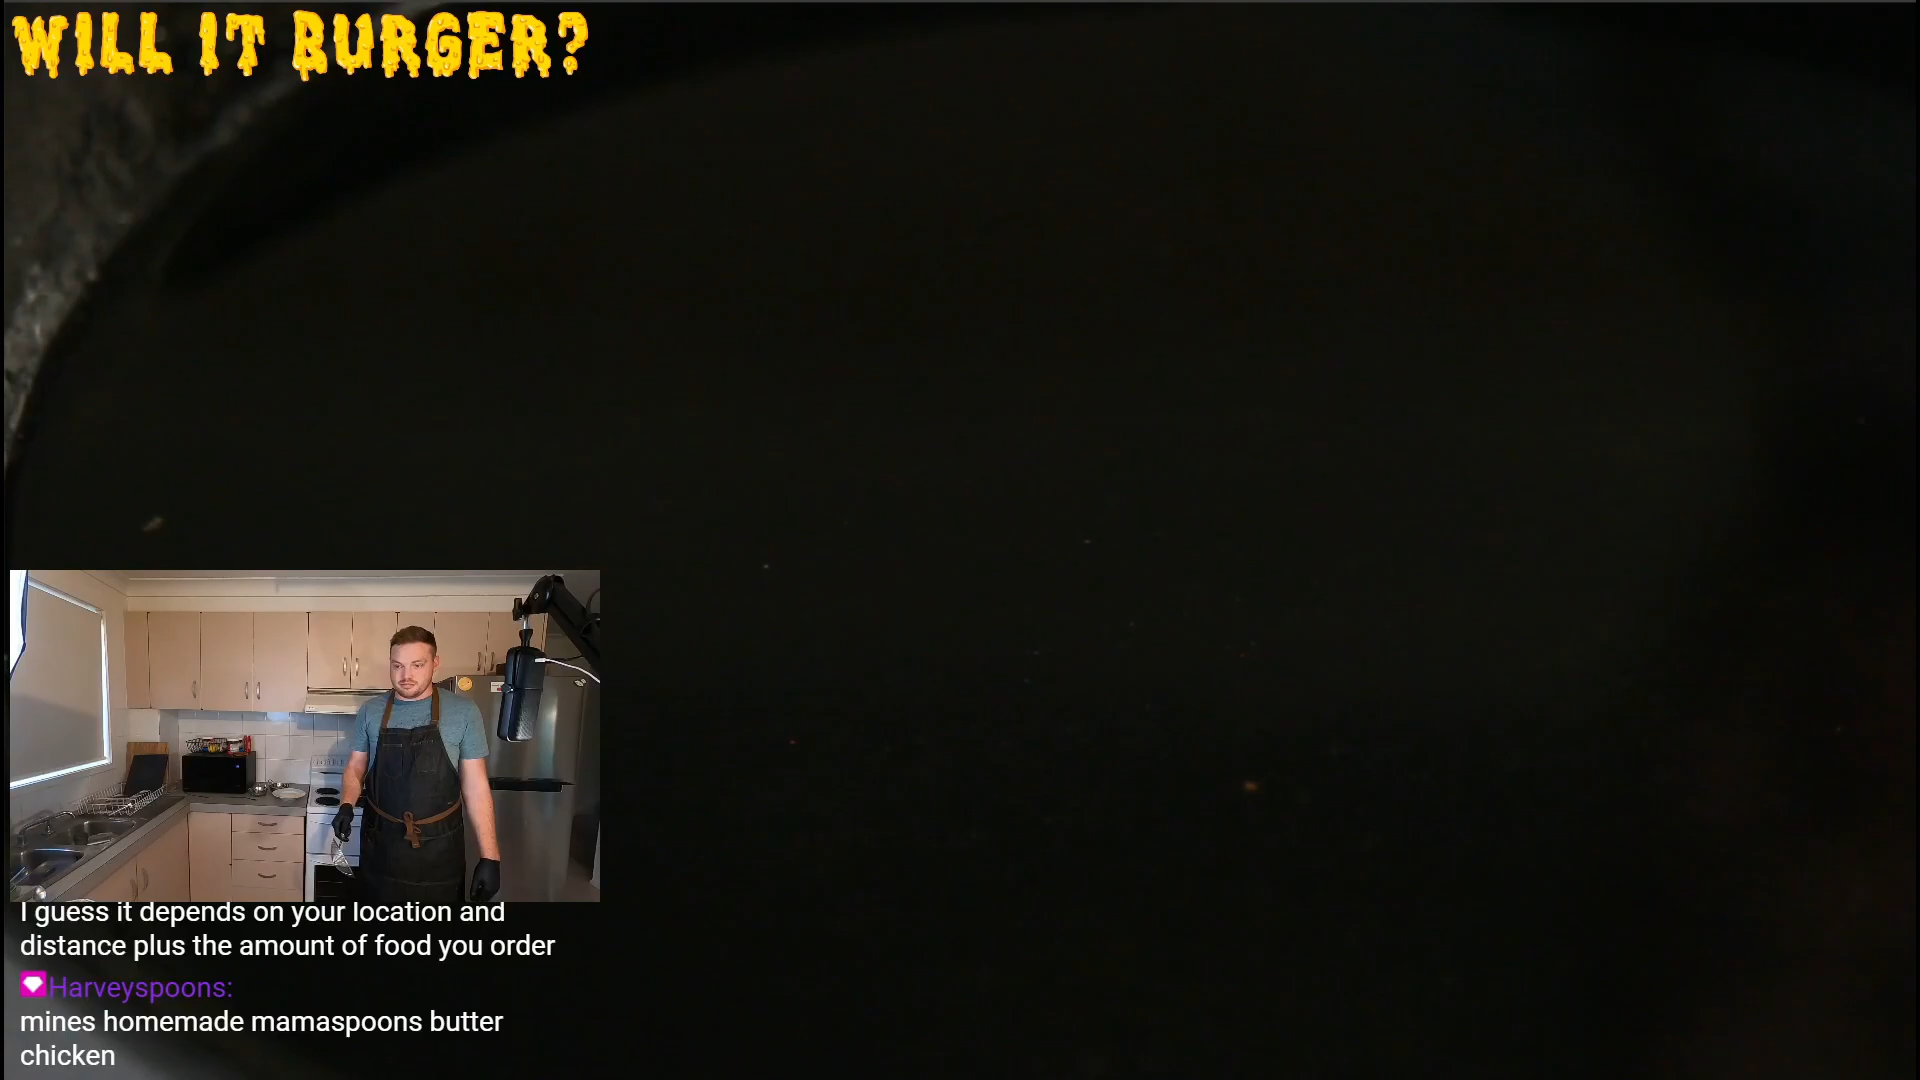 WILL IT BURGER?
I guess it depends on your location and
distance plus the amount of food you order
Harveyspoons:
mines homemade mamaspoons butter
chicken